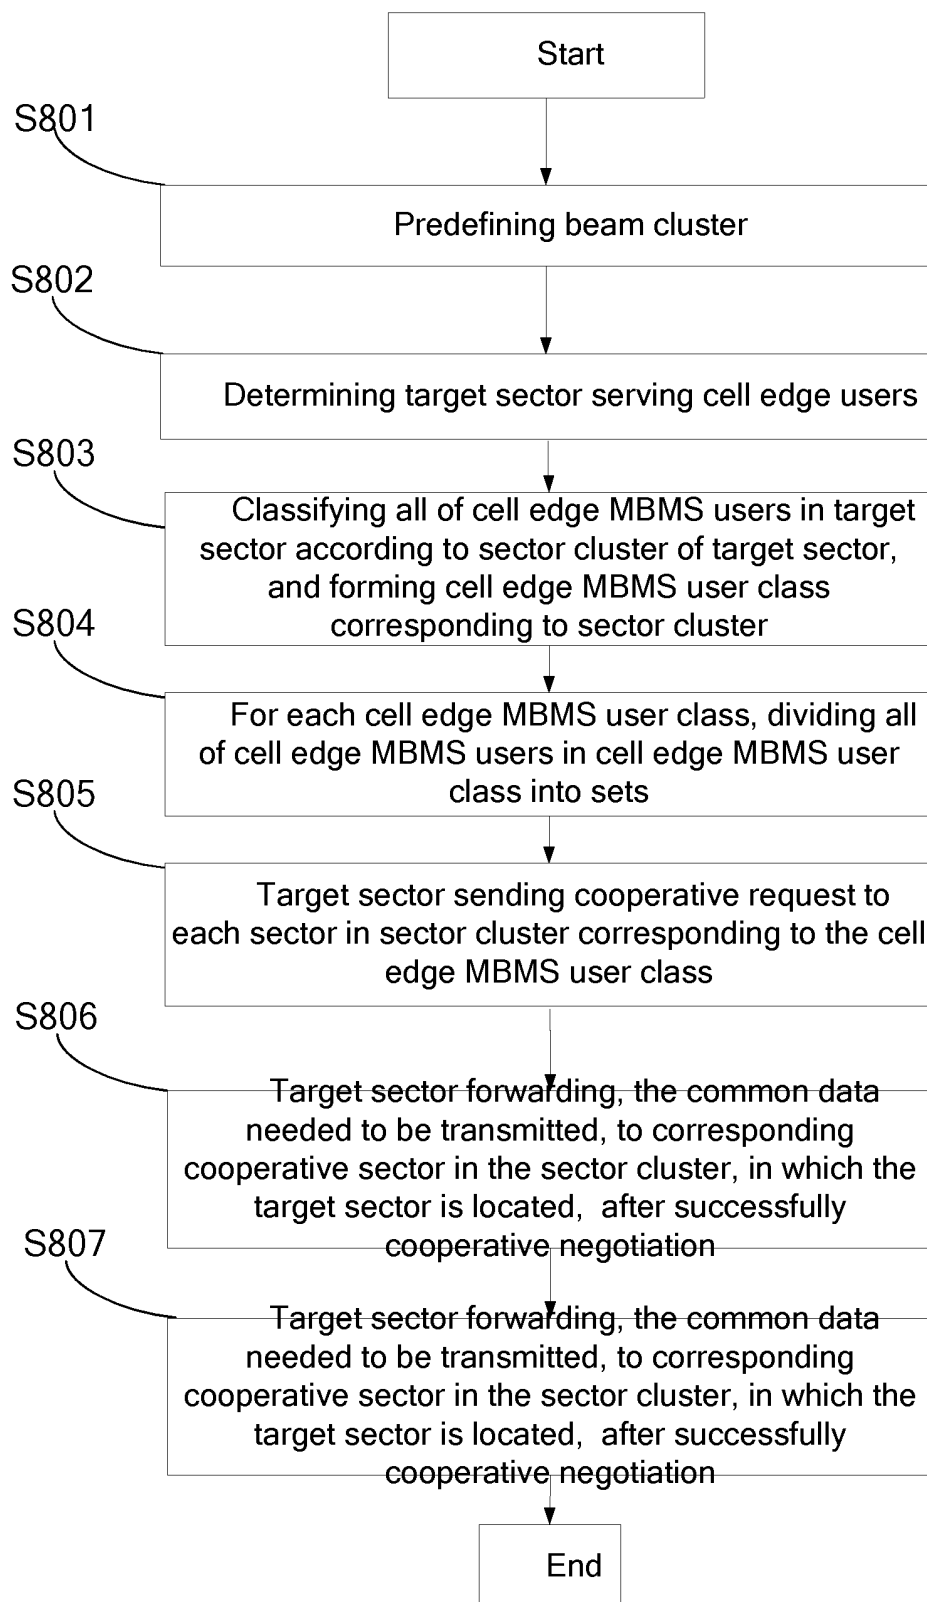 Start
S801
Predefining beam cluster
S802
Determining target sector serving cell edge users
S803
Classifying all of cell edge MBMS users in target
sector according to sector cluster of target sector,
and forming cell edge MBMS user class
corresponding to sector cluster
S804
For each cell edge MBMS user class, dividing all
of cell edge MBMS users in cell edge MBMS user
class into sets
S805
Target sector sending cooperative request to
each sector in sector cluster corresponding to the cell
edge MBMS user class
S806
Target sector forwarding, the common data
needed to be transmitted, to corresponding
cooperative sector in the sector cluster, in which the
target sector is located, after successfully
cooperative negotiation
S807
Target sector forwarding, the common data
needed to be transmitted, to corresponding
cooperative sector in the sector cluster, in which the
target sector is located, after successfully
cooperative negotiation
End